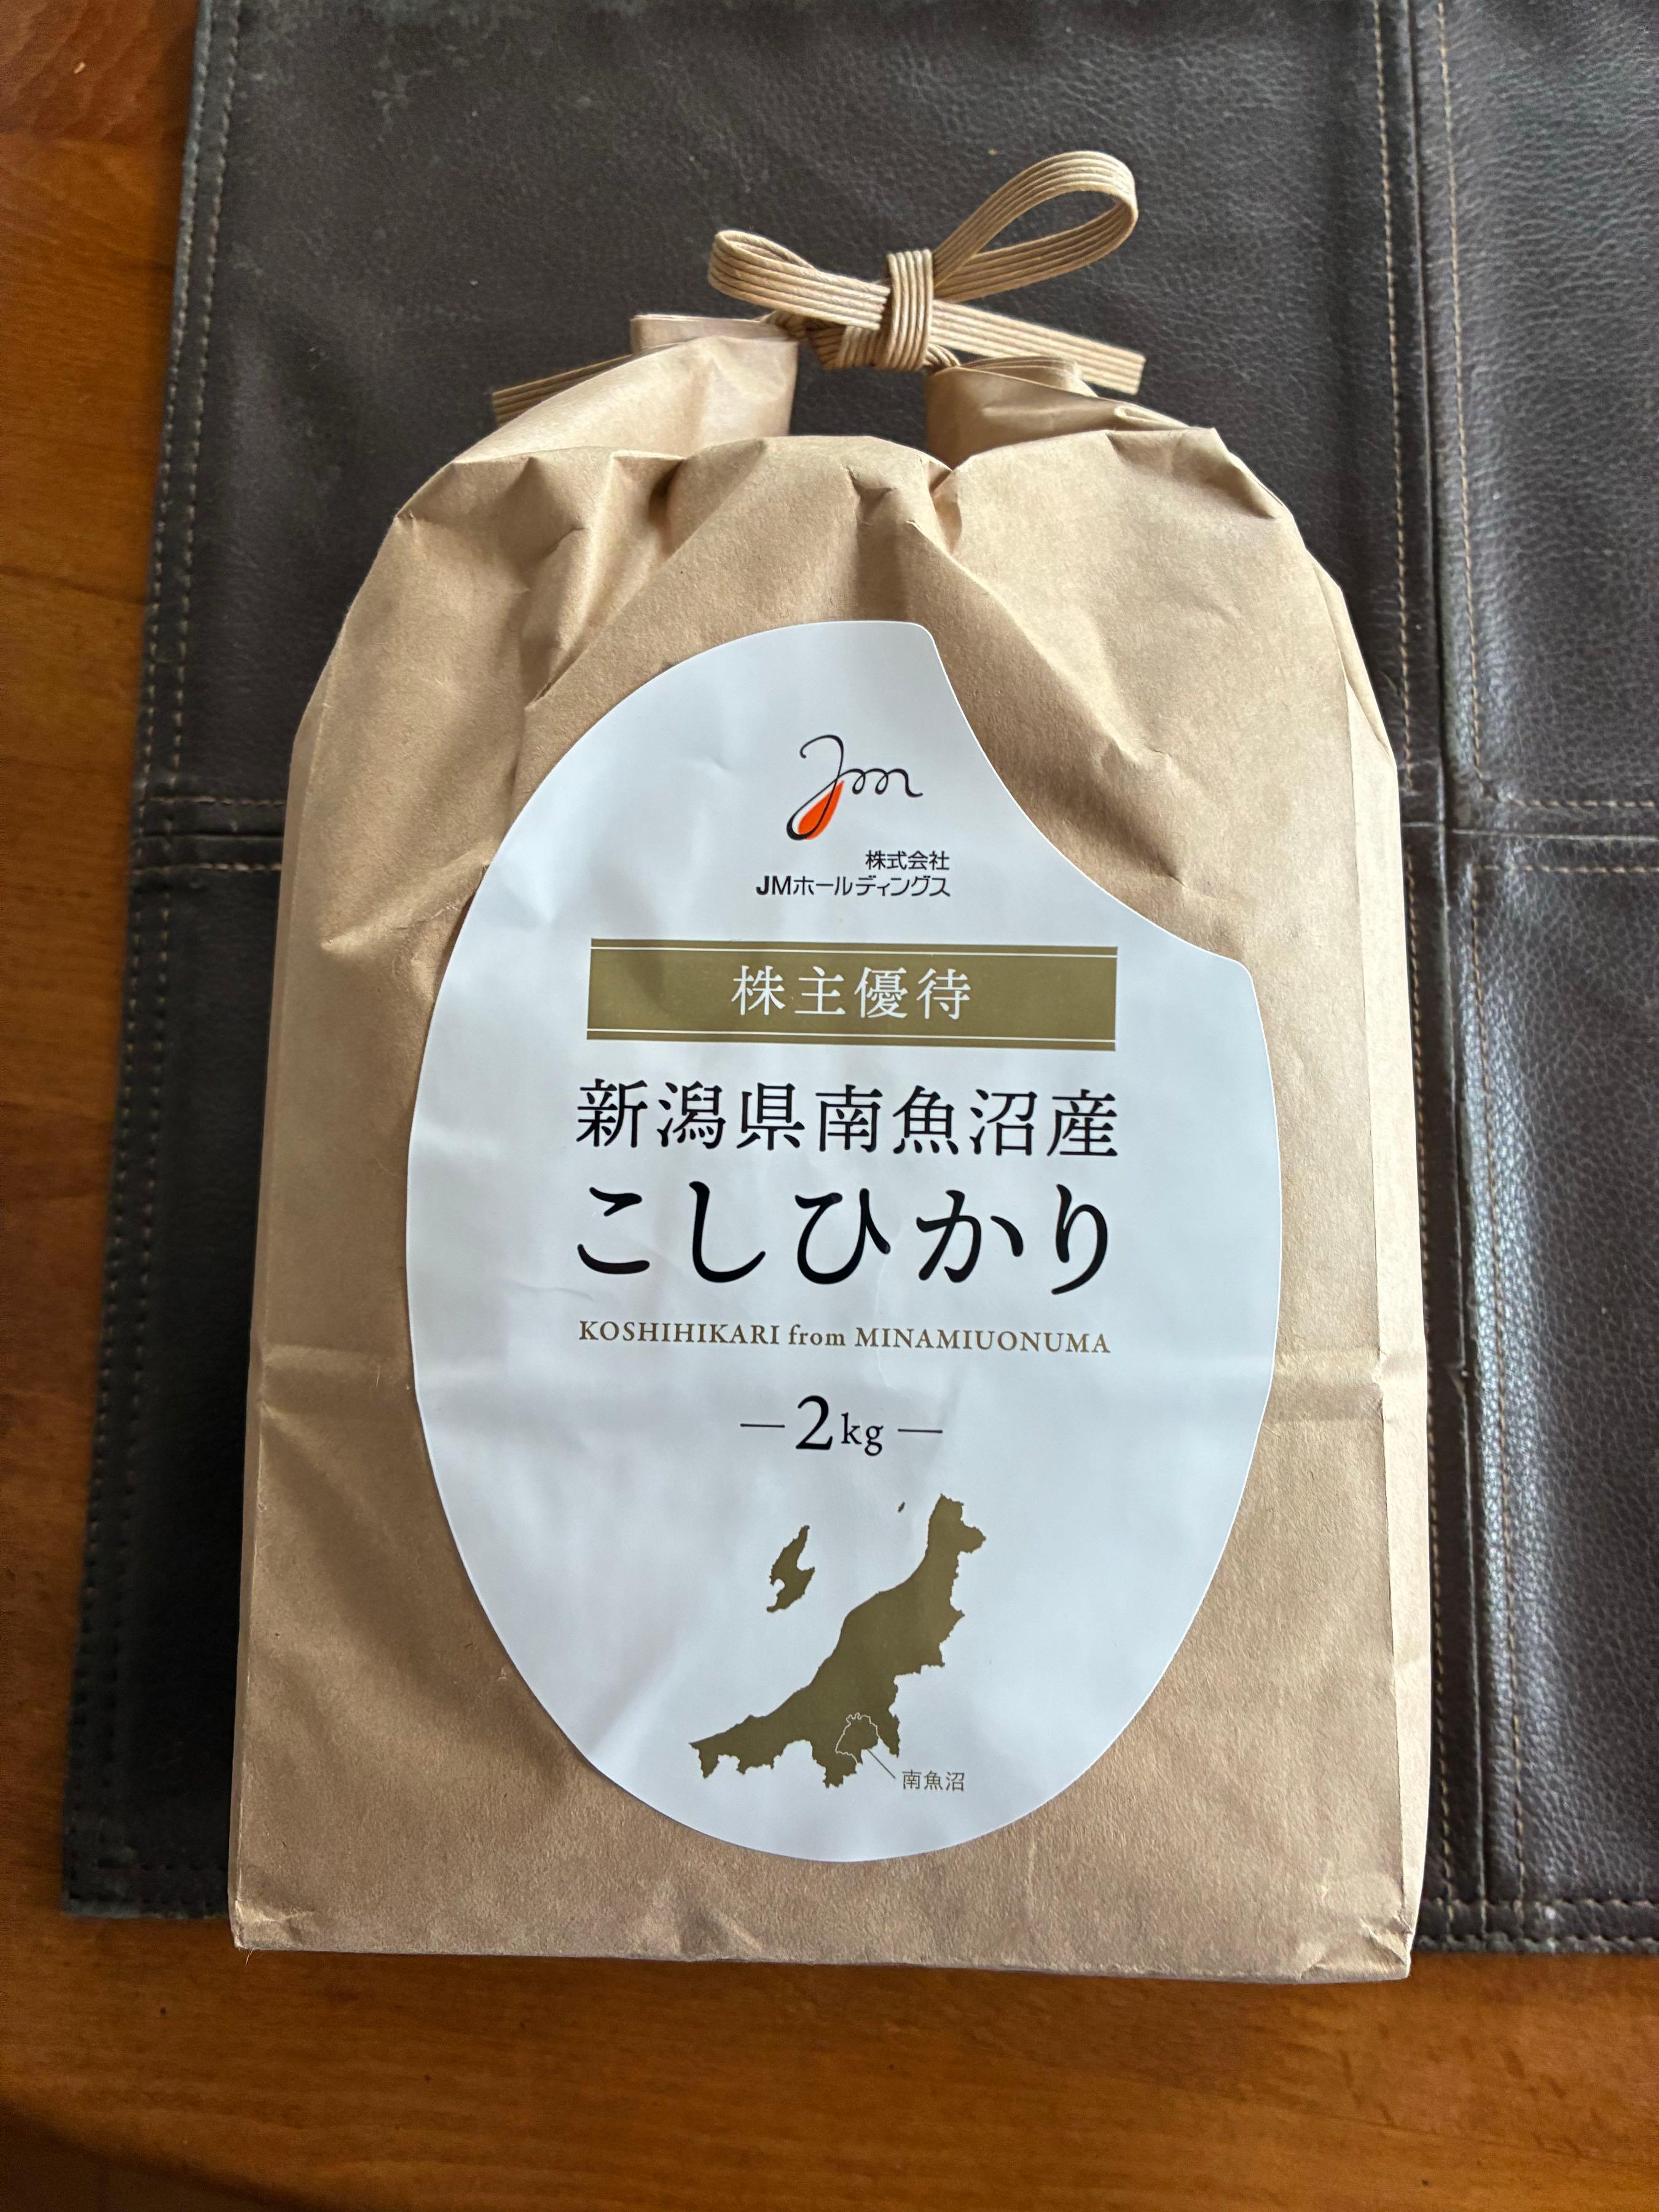 Jm
株式会社
JMホールディングス
株主優待
新潟県南魚沼産
こしひかり
KOSHIHIKARI from MINAMIUONUMA
—2kg—
南魚沼